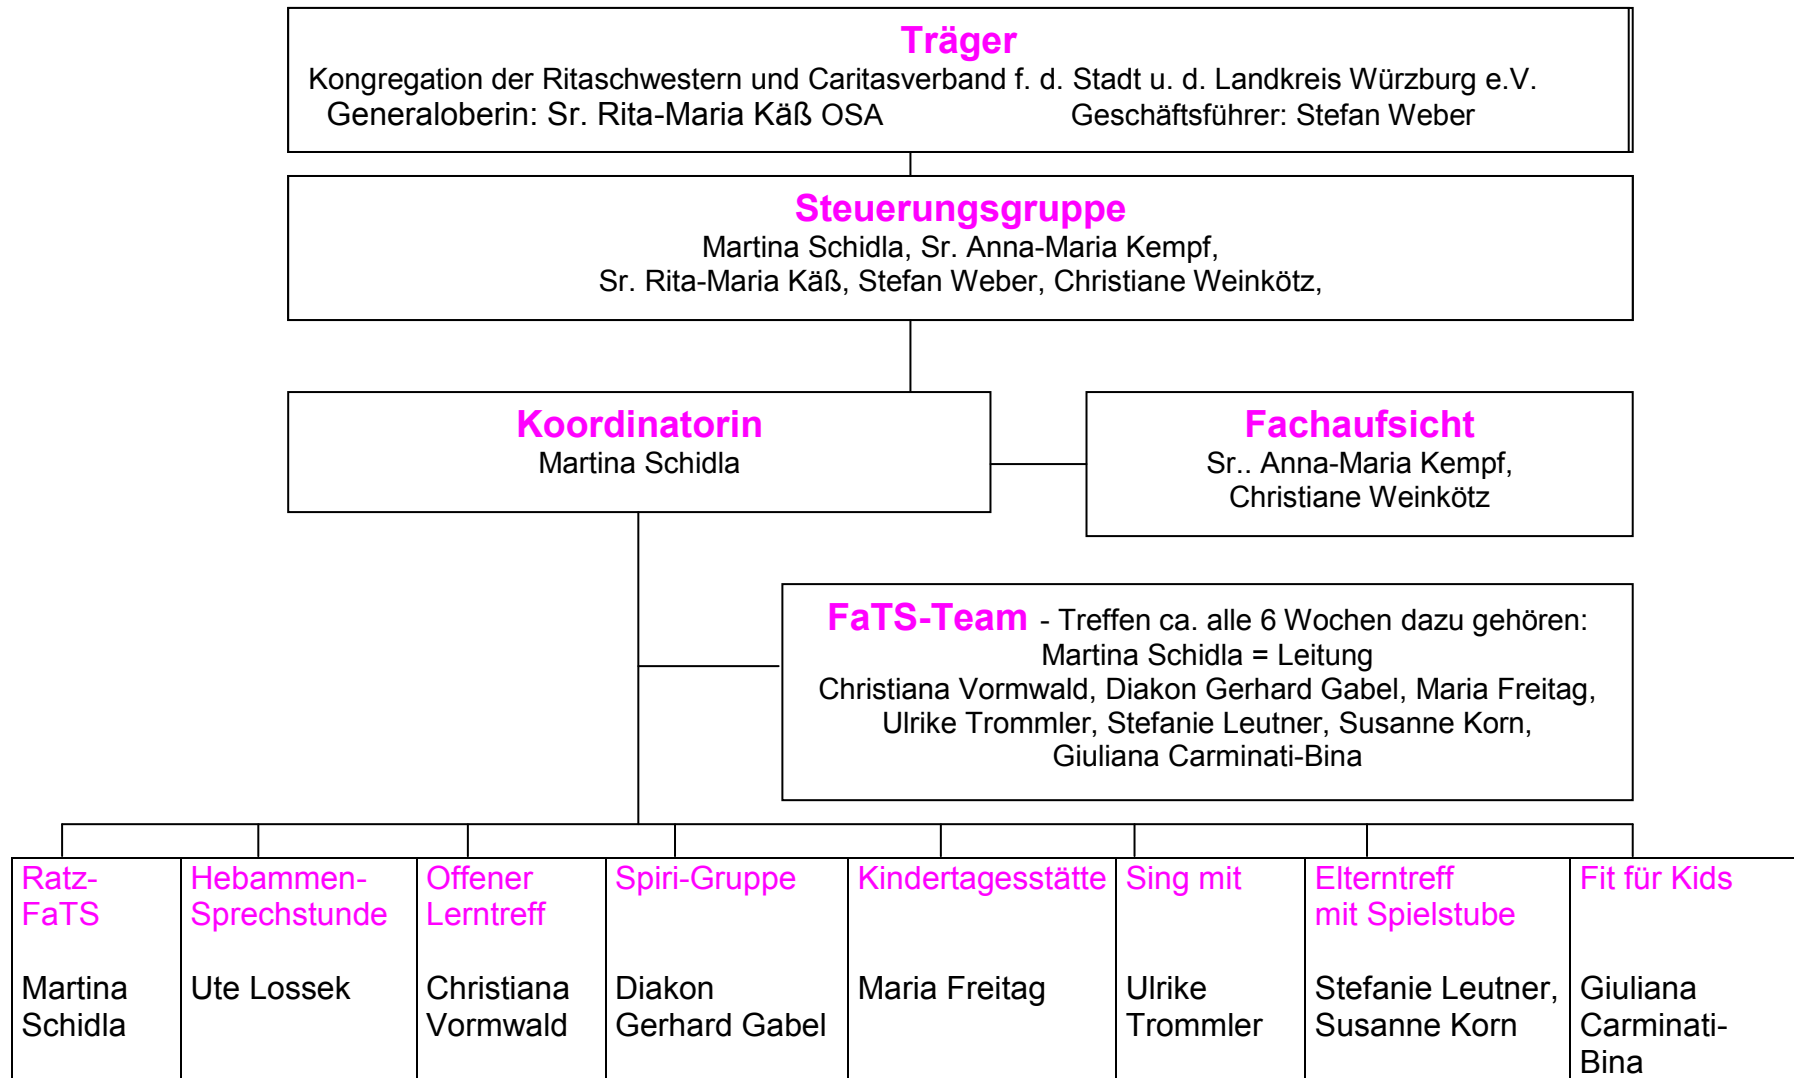 Träger
Kongregation der Ritaschwestern und Caritasverband f. d. Stadt u. d. Landkreis Würzburg e.V.
Generaloberin: Sr. Rita-Maria Käß OSA Geschäftsführer: Stefan Weber
Steuerungsgruppe
Martina Schidla, Sr. Anna-Maria Kempf,
Sr. Rita-Maria Käß, Stefan Weber, Christiane Weinkötz,
Koordinatorin
Martina Schidla
Fachaufsicht
Sr.. Anna-Maria Kempf,
Christiane Weinkötz
FaTS-Team - Treffen ca. alle 6 Wochen dazu gehören:
Martina Schidla = Leitung
Christiana Vormwald, Diakon Gerhard Gabel, Maria Freitag,
Ulrike Trommler, Stefanie Leutner, Susanne Korn,
Giuliana Carminati-Bina
Ratz-
FaTS
Martina
Schidla
Hebammen-
Sprechstunde
Ute Lossek
Offener
Lerntreff
Christiana
Vormwald
Spiri-Gruppe
Diakon
Gerhard Gabel
Kindertagesstätte
Maria Freitag
Sing mit
Ulrike
Trommler
Elterntreff
mit Spielstube
Stefanie Leutner,
Susanne Korn
Fit für Kids
Giuliana
Carminati-
Bina